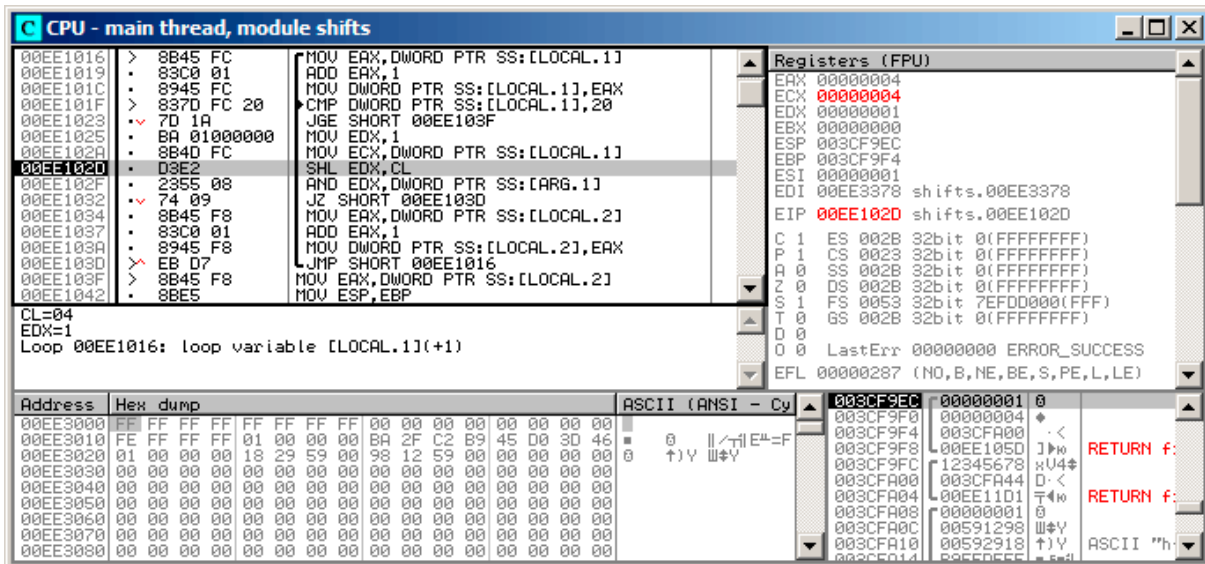 C CPU - main thread, module shifts
00EE1016 > 8B45 FC MOV EAX,DWORD PTR SS:[LOCAL.1]
00EE1019 · 83C0 01 ADD EAX,1
00EE101C · 8945 FC MOV DWORD PTR SS:[LOCAL.1],EAX
00EE101F > 837D FC 20 CMP DWORD PTR SS:[LOCAL.1],20
00EE1023 · 7D 1A JGE SHORT 00EE103F
00EE1025 · BA 01000000 MOV EDX,1
00EE102A · 8B4D FC MOV ECX,DWORD PTR SS:[LOCAL.1]
00EE102D · D3E2 SHL EDX,CL
00EE102F · 2355 08 AND EDX,DWORD PTR SS:[ARG.1]
00EE1032 · 74 09 JZ SHORT 00EE103D
00EE1034 · 8B45 F8 MOV EAX,DWORD PTR SS:[LOCAL.2]
00EE1037 · 83C0 01 ADD EAX,1
00EE103A · 8945 F8 MOV DWORD PTR SS:[LOCAL.2],EAX
00EE103D > EB D7 JMP SHORT 00EE1016
00EE103F > 8B45 F8 MOV EAX,DWORD PTR SS:[LOCAL.2]
00EE1042 · 8BE5 MOV ESP,EBP
CL=04
EDX=1
Loop 00EE1016: loop variable [LOCAL.1](+1)
Registers (FPU)
EAX 00000004
ECX 00000004
EDX 00000001
EBX 00000000
ESP 003CF9EC
EBP 003CF9F4
ESI 00000001
EDI 00EE3378 shifts.00EE3378
EIP 00EE102D shifts.00EE102D
C 1 ES 002B 32bit 0(FFFFFFFF)
P 1 CS 0023 32bit 0(FFFFFFFF)
A 0 SS 002B 32bit 0(FFFFFFFF)
Z 0 DS 002B 32bit 0(FFFFFFFF)
S 1 FS 0053 32bit 7EFDD000(FFF)
T 0 GS 002B 32bit 0(FFFFFFFF)
D 0
O 0 LastErr 00000000 ERROR_SUCCESS
EFL 00000287 (NO,B,NE,BE,S,PE,L,LE)
Address Hex dump ASCII (ANSI - Cy
00EE3000 FF FF FF FF FF FF FF FF 00 00 00 00 00 00 00 00
00EE3010 FE FF FF FF 01 00 00 00 BA 2F C2 B9 45 D0 3D 46
00EE3020 01 00 00 00 18 29 59 00 98 12 59 00 00 00 00 00
00EE3030 00 00 00 00 00 00 00 00 00 00 00 00 00 00 00 00
00EE3040 00 00 00 00 00 00 00 00 00 00 00 00 00 00 00 00
00EE3050 00 00 00 00 00 00 00 00 00 00 00 00 00 00 00 00
00EE3060 00 00 00 00 00 00 00 00 00 00 00 00 00 00 00 00
00EE3070 00 00 00 00 00 00 00 00 00 00 00 00 00 00 00 00
00EE3080 00 00 00 00 00 00 00 00 00 00 00 00 00 00 00 00
003CF9EC 00000001
003CF9F0 00000004 ♦
003CF9F4 003CFA00 ·<
003CF9F8 00EE105D RETURN f
003CF9FC 12345678 xV4‡
003CFA00 003CFA44 D·<
003CFA04 00EE11D1 RETURN f
003CFA08 00000001
003CFA0C 00591298 Ш‡Y
003CFA10 00592918 ↑)Y ASCII "h